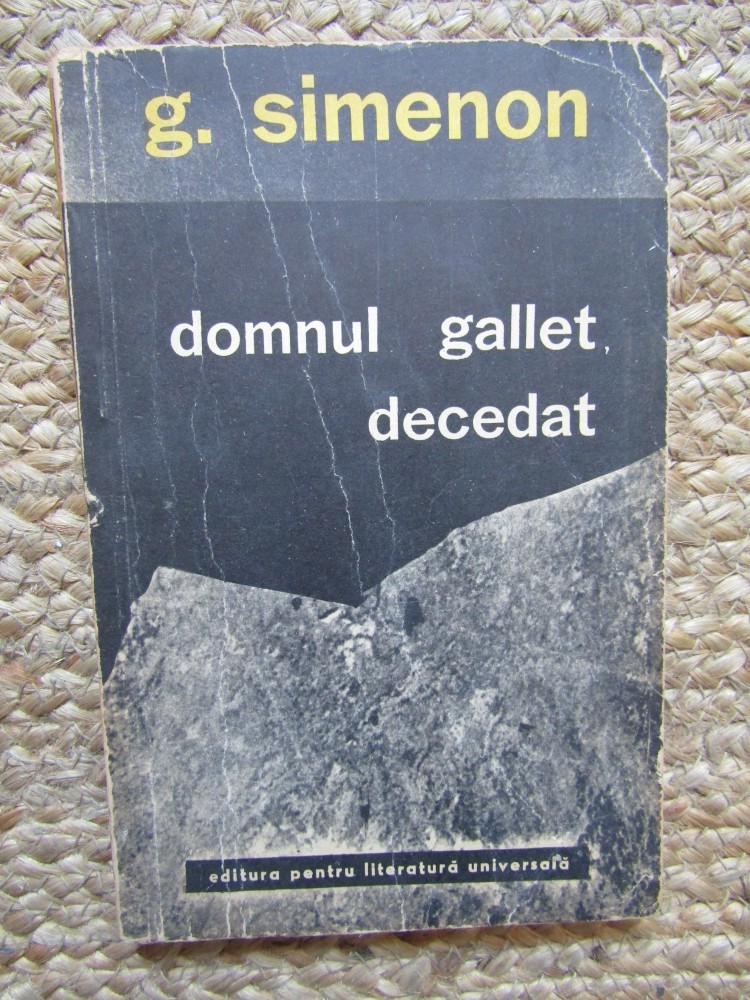 g. simenon
domnul gallet,
decedat
editura pentru literatură universală